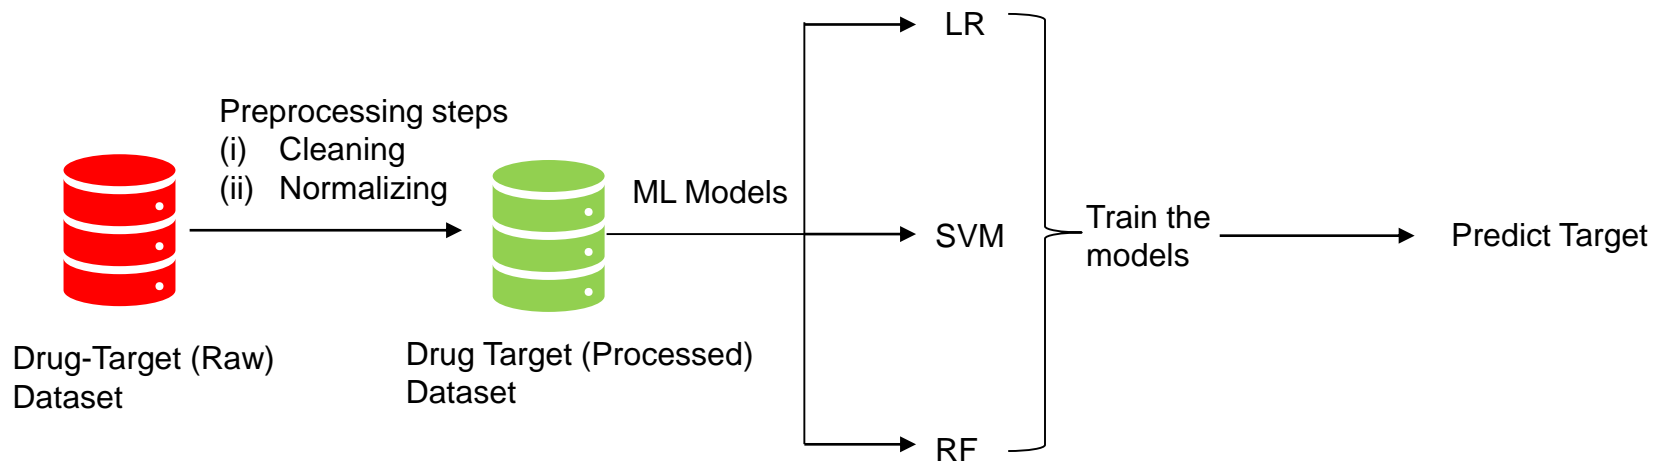 Preprocessing steps
(i) Cleaning
(ii) Normalizing
Drug-Target (Raw)
Dataset
Drug Target (Processed)
Dataset
ML Models
LR
SVM
RF
Train the
models
Predict Target